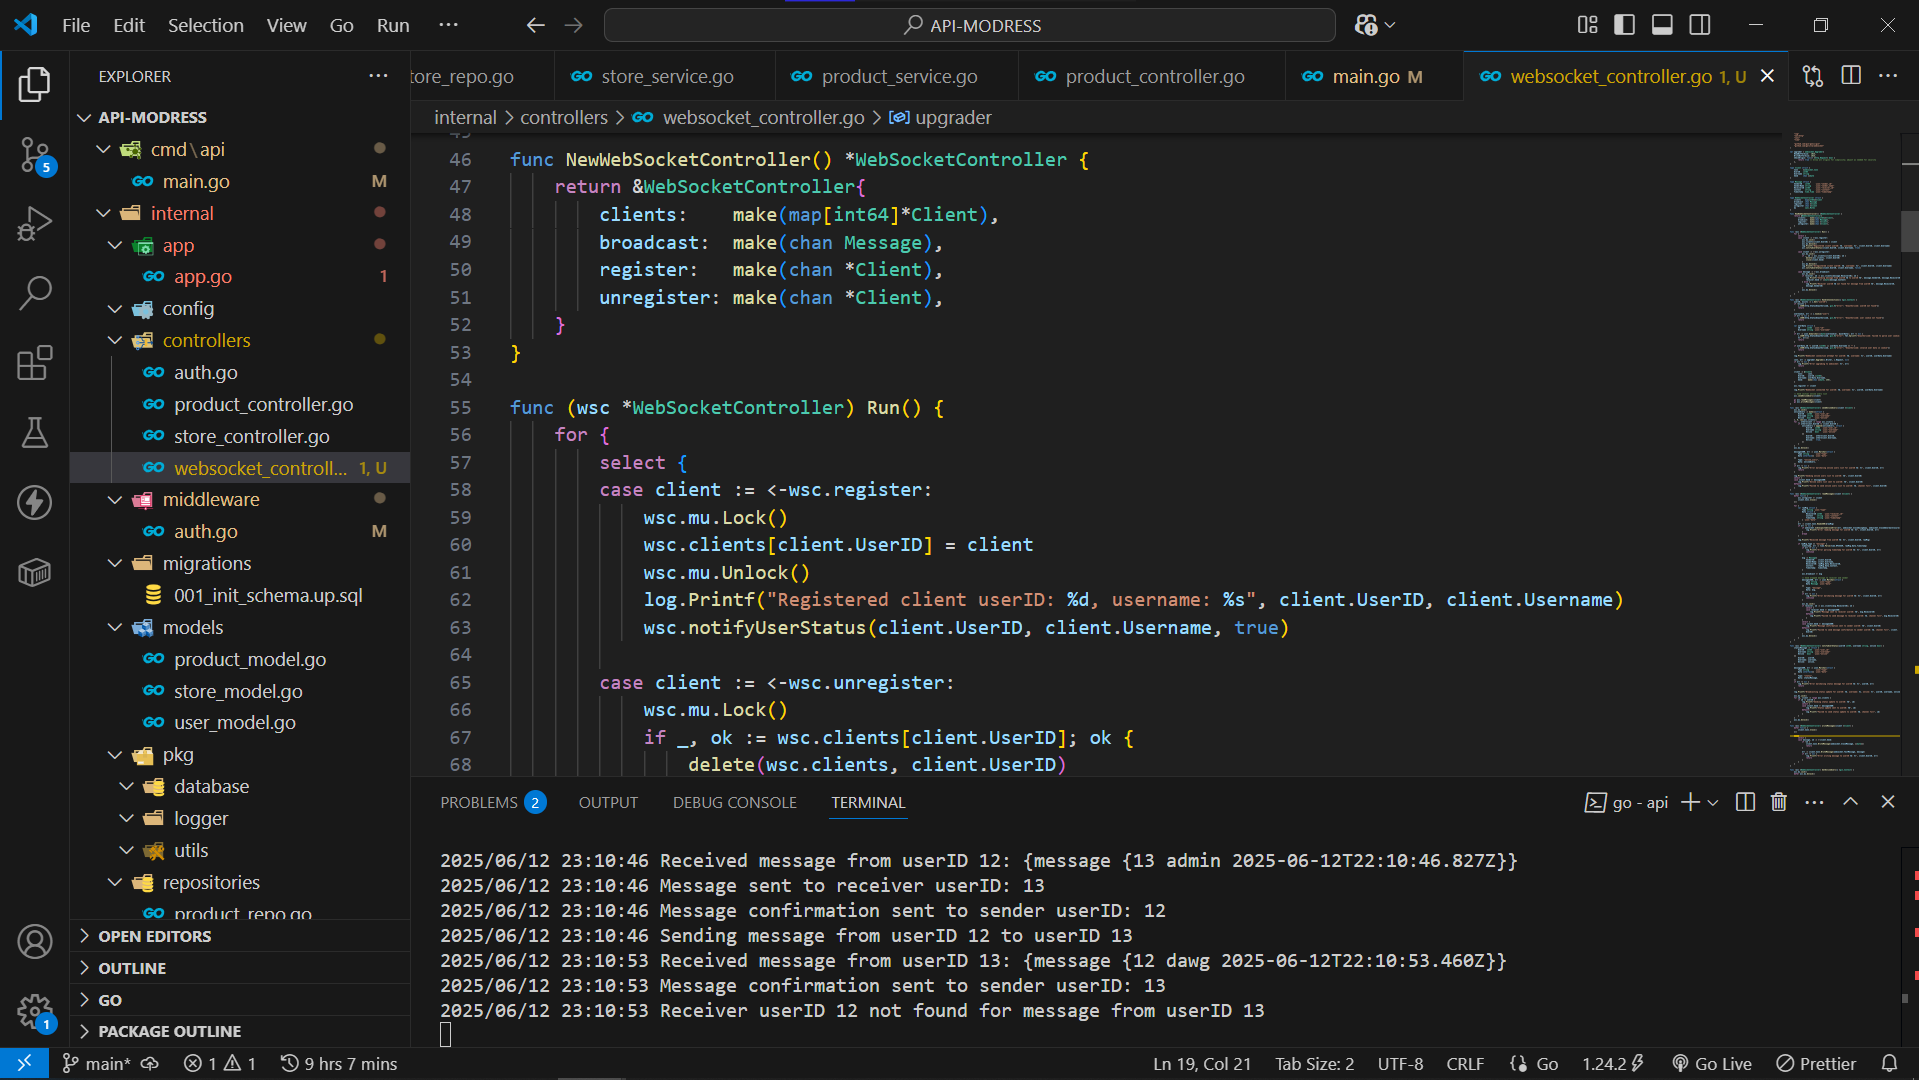 File Edit Selection View Go Run ···
API-MODRESS
EXPLORER
tore_repo.go
store_service.go
product_service.go
product_controller.go
main.go M
websocket_controller.go 1, U
internal > controllers > websocket_controller.go > upgrader
API-MODRESS
cmd\api
main.go M
internal
app
app.go 1
config
controllers
auth.go
product_controller.go
store_controller.go
websocket_controll... 1, U
middleware
auth.go M
migrations
001_init_schema.up.sql
models
product_model.go
store_model.go
user_model.go
pkg
database
logger
utils
repositories
product_repo.go
OPEN EDITORS
OUTLINE
GO
PACKAGE OUTLINE
5
1
45
46 func NewWebSocketController() *WebSocketController {
47 return &WebSocketController{
48 clients:    make(map[int64]*Client),
49 broadcast:  make(chan Message),
50 register:   make(chan *Client),
51 unregister: make(chan *Client),
52 }
53 }
54
55 func (wsc *WebSocketController) Run() {
56 for {
57 select {
58 case client := <-wsc.register:
59 wsc.mu.Lock()
60 wsc.clients[client.UserID] = client
61 wsc.mu.Unlock()
62 log.Printf("Registered client userID: %d, username: %s", client.UserID, client.Username)
63 wsc.notifyUserStatus(client.UserID, client.Username, true)
64
65 case client := <-wsc.unregister:
66 wsc.mu.Lock()
67 if _, ok := wsc.clients[client.UserID]; ok {
68 delete(wsc.clients, client.UserID)
PROBLEMS 2 OUTPUT DEBUG CONSOLE TERMINAL
go - api
2025/06/12 23:10:46 Received message from userID 12: {message {13 admin 2025-06-12T22:10:46.827Z}}
2025/06/12 23:10:46 Message sent to receiver userID: 13
2025/06/12 23:10:46 Message confirmation sent to sender userID: 12
2025/06/12 23:10:46 Sending message from userID 12 to userID 13
2025/06/12 23:10:53 Received message from userID 13: {message {12 dawg 2025-06-12T22:10:53.460Z}}
2025/06/12 23:10:53 Message confirmation sent to sender userID: 13
2025/06/12 23:10:53 Receiver userID 12 not found for message from userID 13
main* 1 1 9 hrs 7 mins Ln 19, Col 21 Tab Size: 2 UTF-8 CRLF {} Go 1.24.2 Go Live Prettier